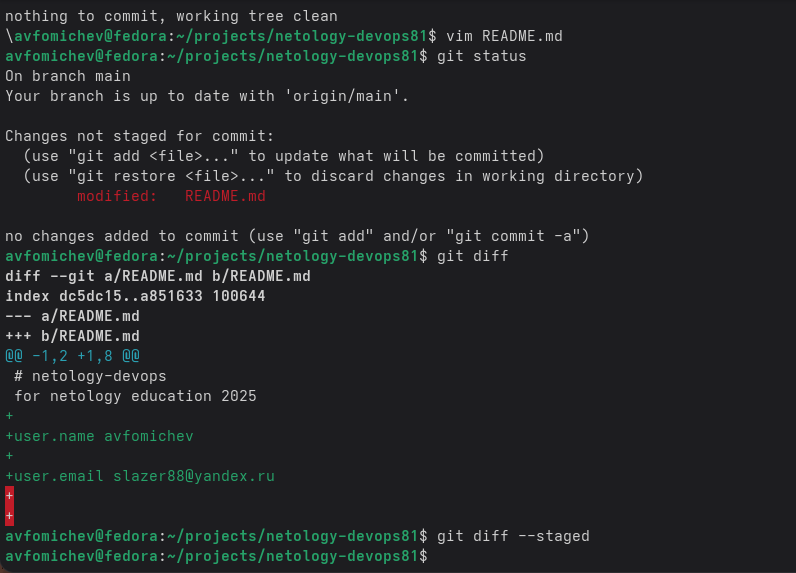 nothing to commit, working tree clean
\avfomichev@fedora:~/projects/netology-devops81$ vim README.md
avfomichev@fedora:~/projects/netology-devops81$ git status
On branch main
Your branch is up to date with 'origin/main'.

Changes not staged for commit:
  (use "git add <file>..." to update what will be committed)
  (use "git restore <file>..." to discard changes in working directory)
        modified:   README.md

no changes added to commit (use "git add" and/or "git commit -a")
avfomichev@fedora:~/projects/netology-devops81$ git diff
diff --git a/README.md b/README.md
index dc5dc15..a851633 100644
--- a/README.md
+++ b/README.md
@@ -1,2 +1,8 @@
 # netology-devops
 for netology education 2025
+
+user.name avfomichev
+
+user.email slazer88@yandex.ru
+
+
avfomichev@fedora:~/projects/netology-devops81$ git diff --staged
avfomichev@fedora:~/projects/netology-devops81$